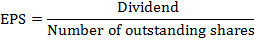 EPS = Dividend / Number of outstanding shares